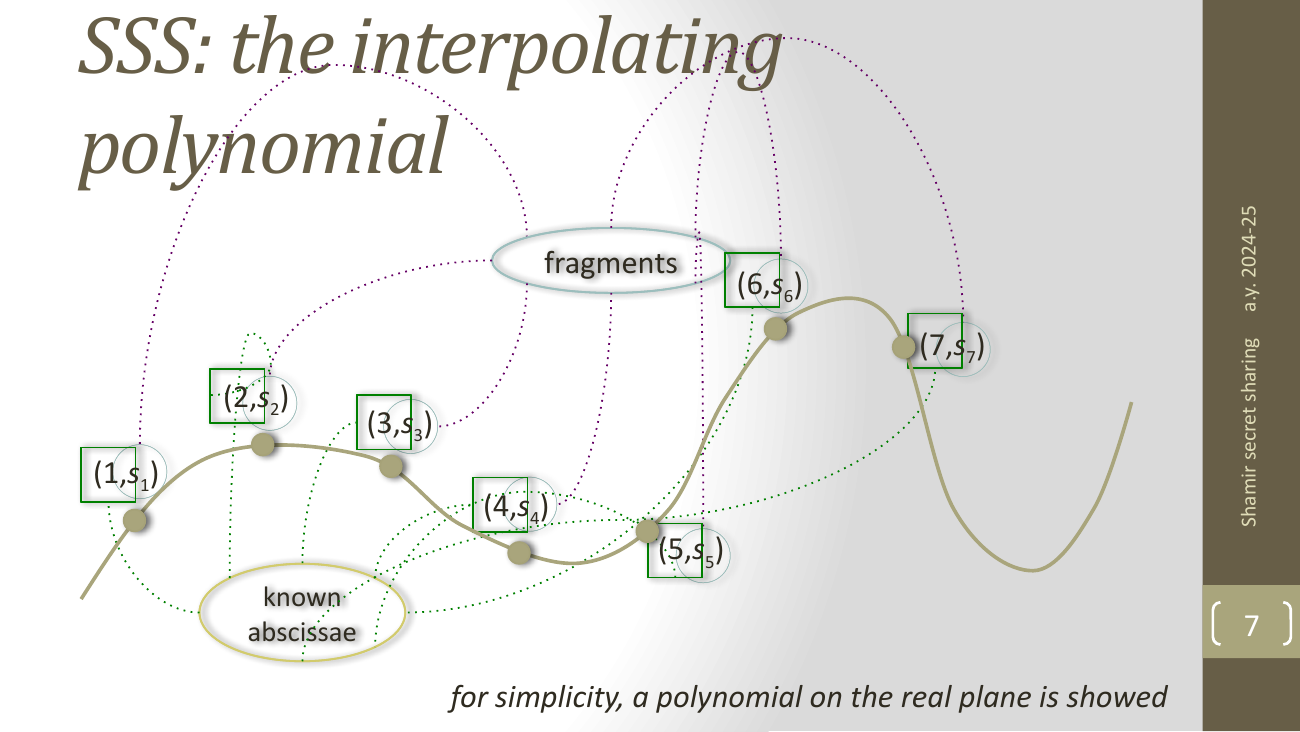 SSS: the interpolating
polynomial
fragments
(6,s6)
(7,s7)
(2,s2)
(3,s3)
(1,s1)
(4,s4)
(5,s5)
known
abscissae
for simplicity, a polynomial on the real plane is showed
Shamir secret sharing a.y. 2024-25
7